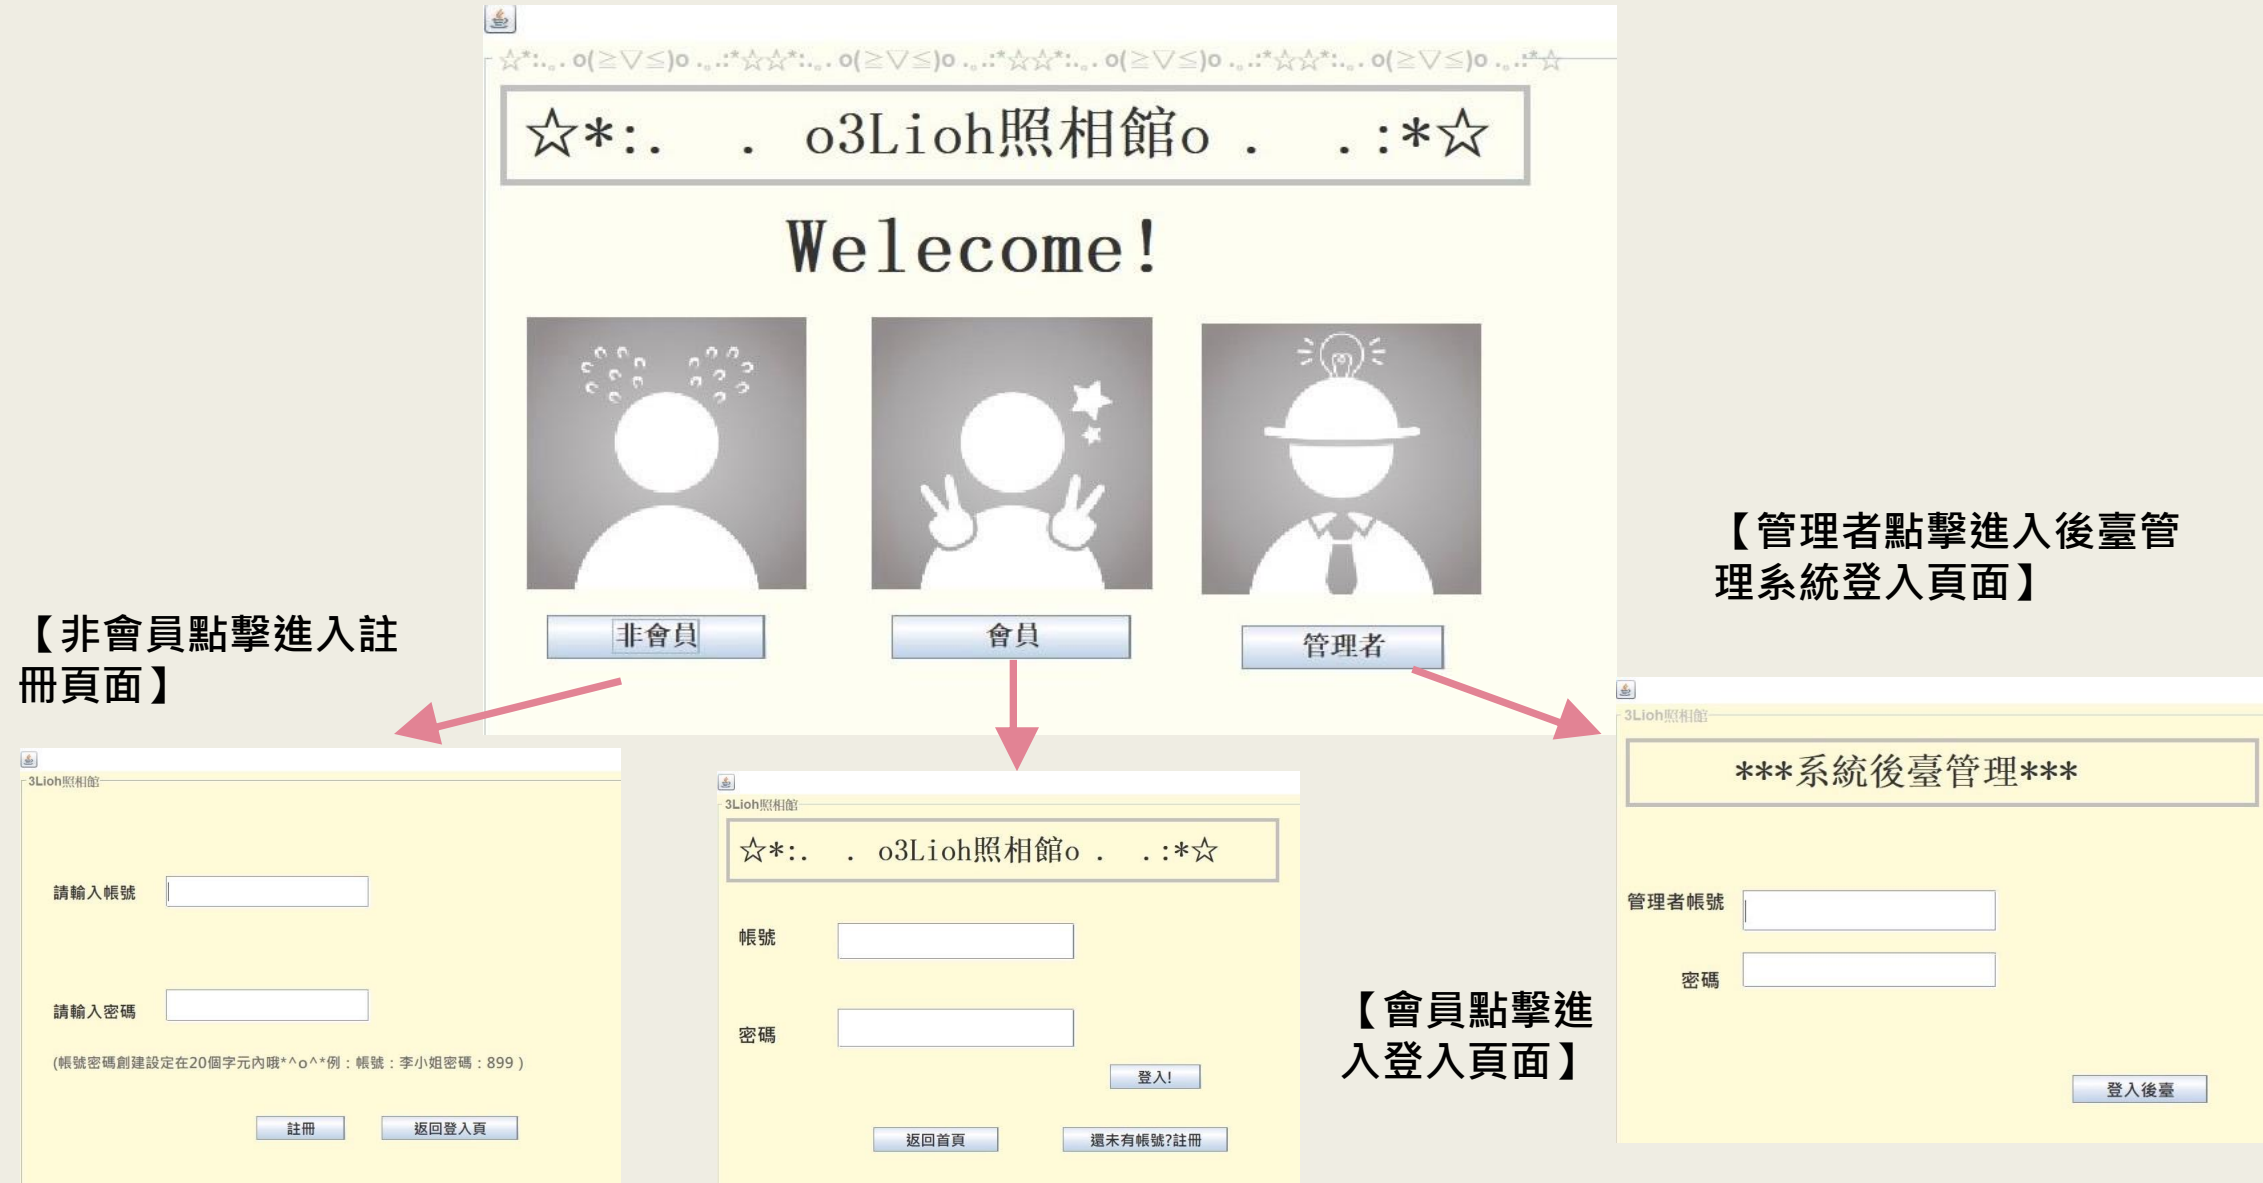 ☆*:.｡. o(≧▽≦)o .｡.:*☆☆*:.｡. o(≧▽≦)o .｡.:*☆☆*:.｡. o(≧▽≦)o .｡.:*☆☆*:.｡. o(≧▽≦)o .｡.:*☆
☆*:. . o3Lioh照相館o . .:*☆
Welecome!
非會員
會員
管理者
【管理者點擊進入後臺管
理系統登入頁面】
【非會員點擊進入註
冊頁面】
3Lioh照相館
請輸入帳號
請輸入密碼
(帳號密碼創建設定在20個字元內哦*^o^*例：帳號：李小姐密碼：899 )
註冊
返回登入頁
3Lioh照相館
☆*:. . o3Lioh照相館o . .:*☆
帳號
密碼
登入!
返回首頁
還未有帳號?註冊
【會員點擊進
入登入頁面】
3Lioh照相館
***系統後臺管理***
管理者帳號
密碼
登入後臺